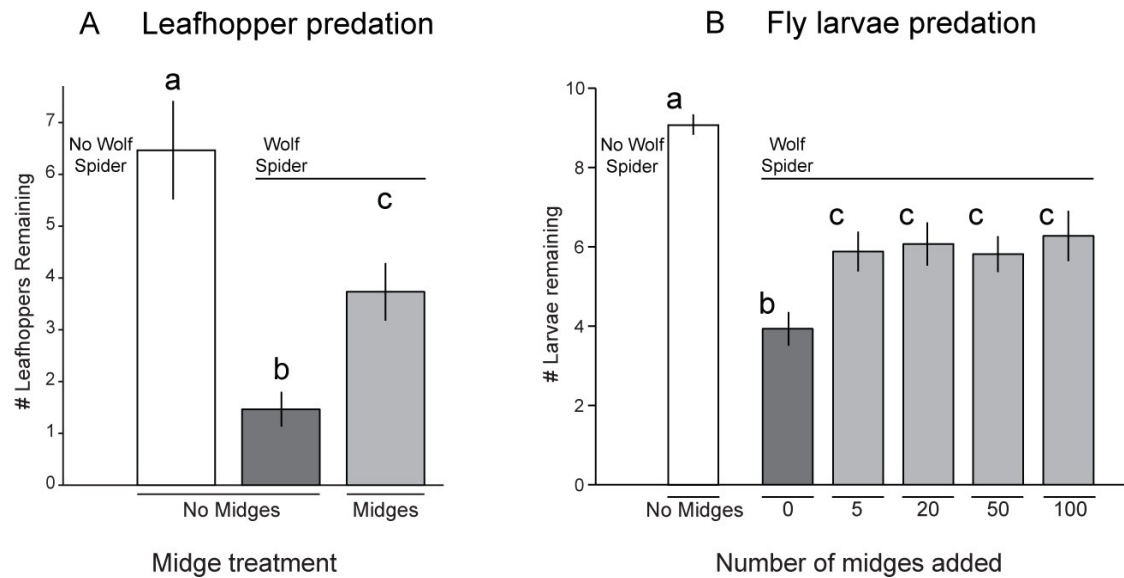 A Leafhopper predation
a
7
No Wolf
Spider
Wolf
Spider
6
c
5
4
3
b
2
1
0
# Leafhoppers Remaining
No Midges
Midges
Midge treatment
B Fly larvae predation
10
a
No Wolf
Spider
Wolf
Spider
8
c c c c
6
b
4
2
0
# Larvae remaining
No Midges 0 5 20 50 100
Number of midges added